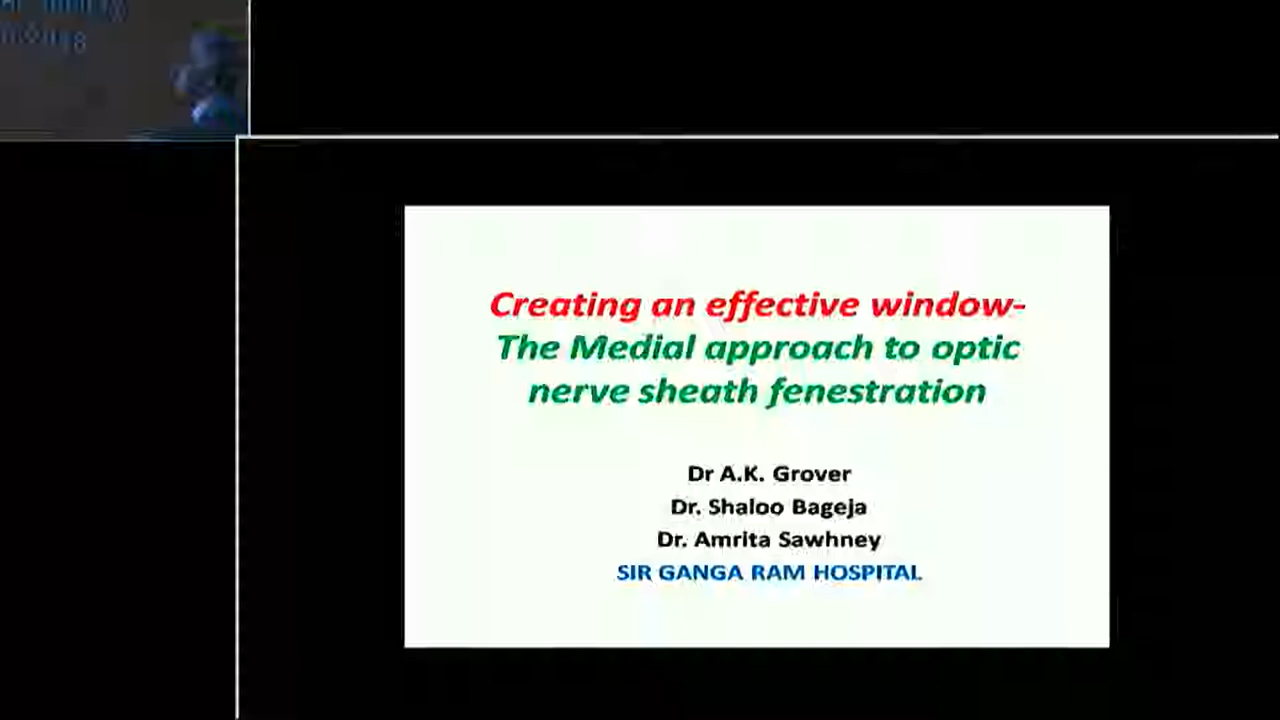 Creating an effective window-
The Medial approach to optic
nerve sheath fenestration
Dr A.K. Grover
Dr. Shaloo Bageja
Dr. Amrita Sawhney
SIR GANGA RAM HOSPITAL